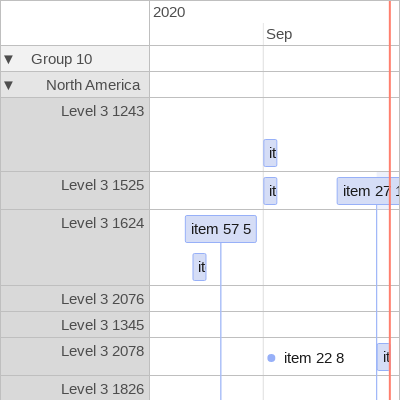 2020
Sep
▼ Group 10
▼ North America
Level 3 1243
it
Level 3 1525
it
item 27 1
Level 3 1624
item 57 5
it
Level 3 2076
Level 3 1345
Level 3 2078
item 22 8
it
Level 3 1826